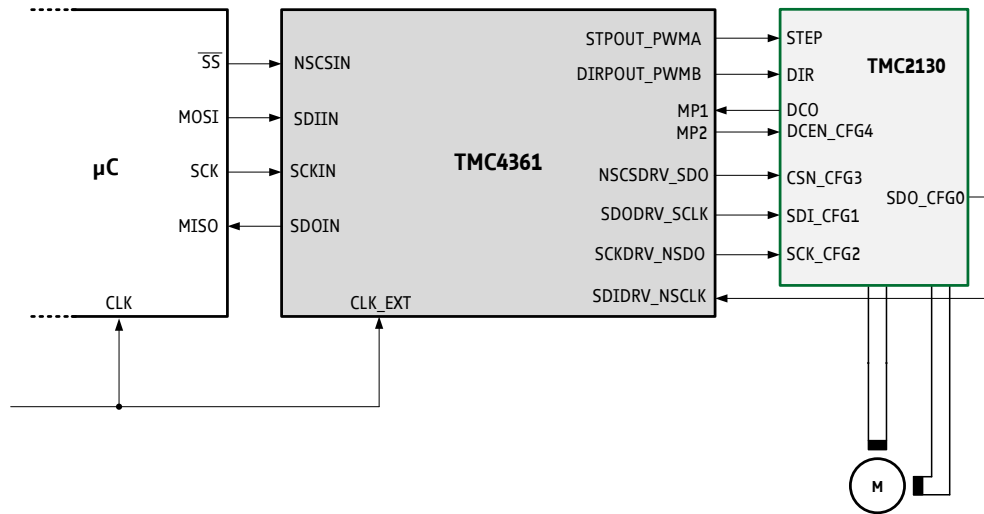 SS
MOSI
SCK
MISO
µC
CLK
NSCSIN
SDIIN
SCKIN
SDOIN
TMC4361
CLK_EXT
STPOUT_PWMA
DIRPOUT_PWMB
MP1
MP2
NSCSDRV_SDO
SDODRV_SCLK
SCKDRV_NSDO
SDIDRV_NSCLK
STEP
TMC2130
DIR
DCO
DCEN_CFG4
CSN_CFG3
SDO_CFG0
SDI_CFG1
SCK_CFG2
M